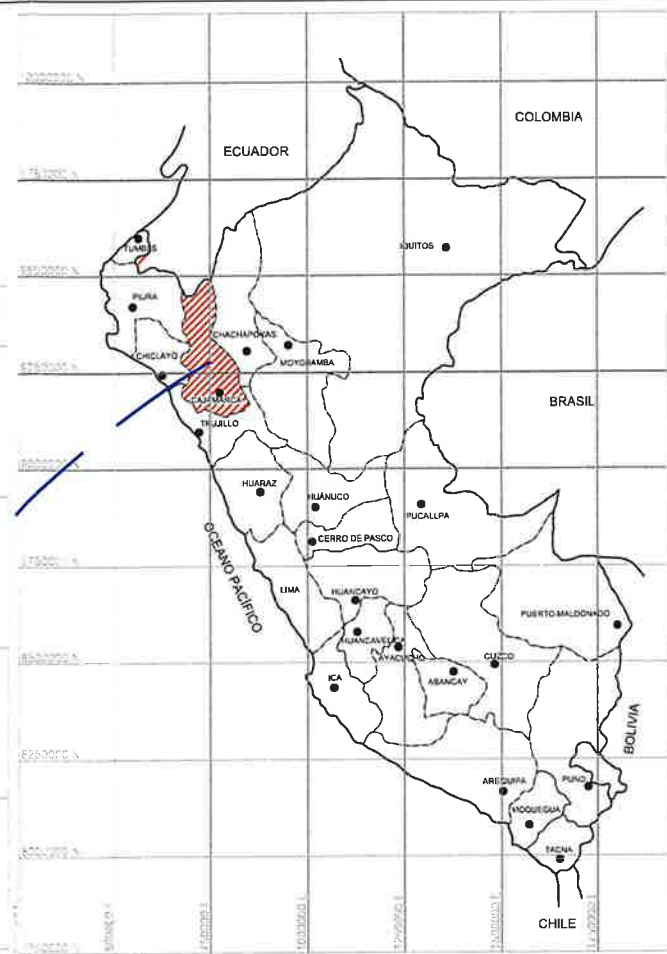 COLOMBIA
ECUADOR
TUMBES
IQUITOS
PIURA
CHACHAPOYAS
MOYOBAMBA
CHICLAYO
CAJAMARCA
BRASIL
TRUJILLO
HUARAZ
HUÁNUCO
PUCALLPA
CERRO DE PASCO
OCEANO PACÍFICO
LIMA
HUANCAYO
PUERTO MALDONADO
HUANCAVELICA
AYACUCHO
CUZCO
ICA
ABANCAY
BOLIVIA
AREQUIPA
PUNO
MOQUEGUA
TACNA
CHILE